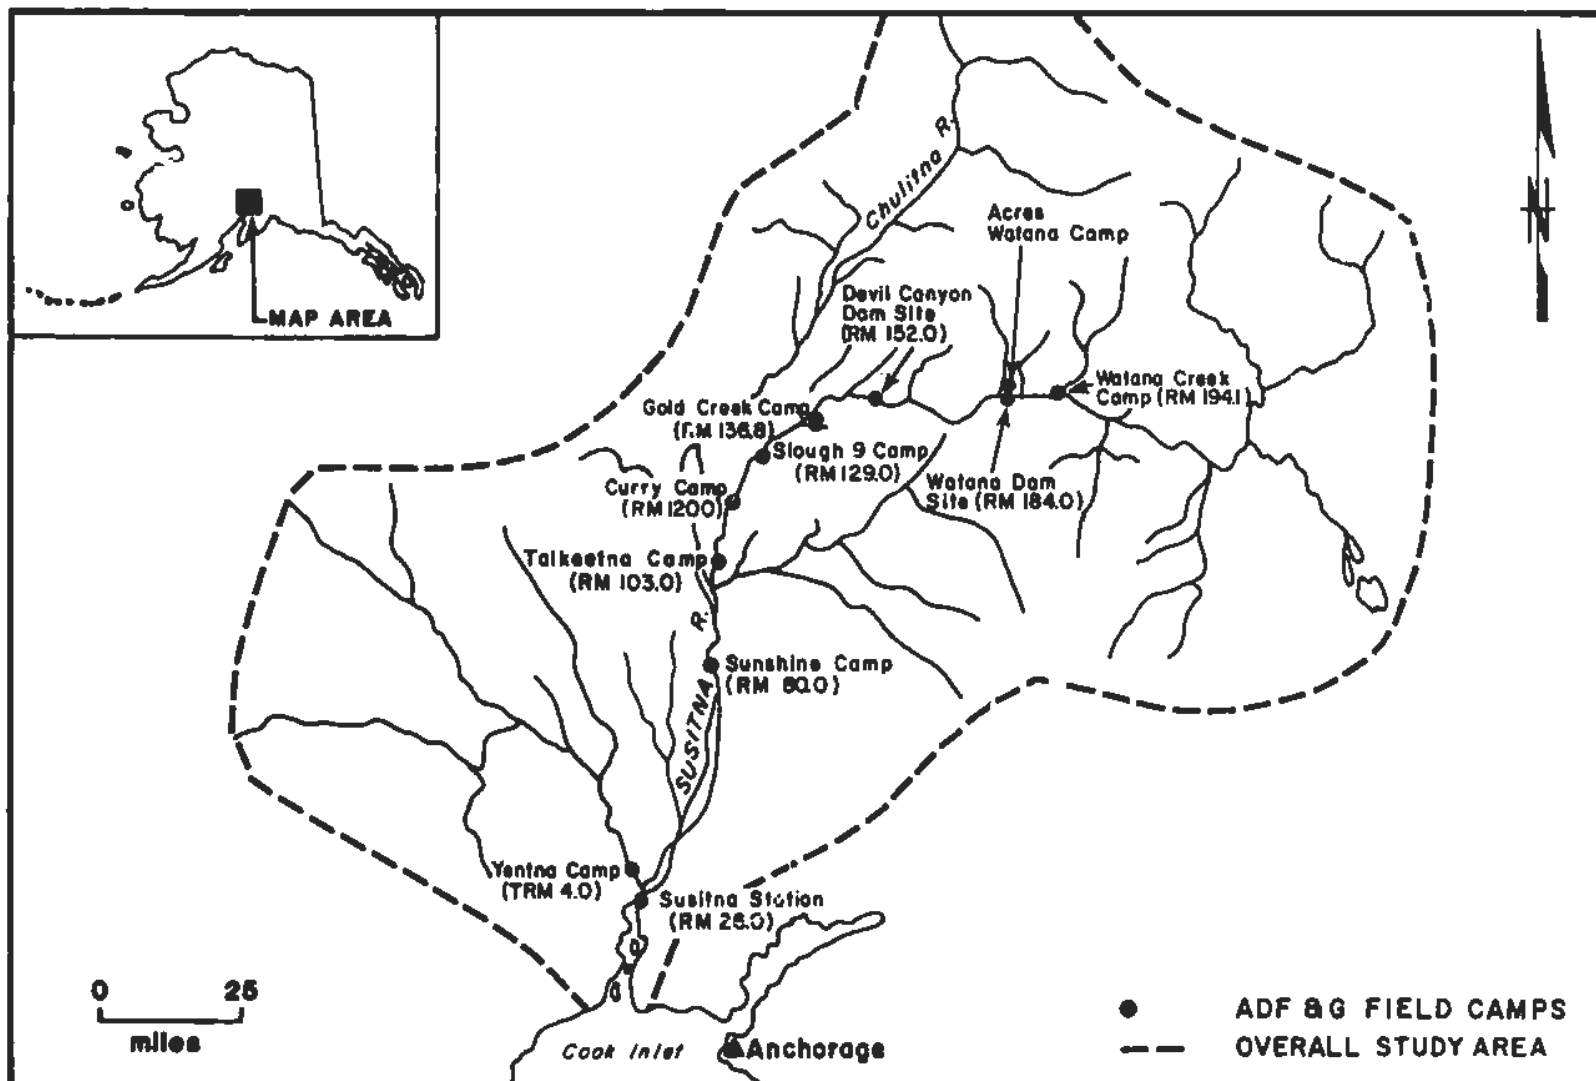 MAP AREA
Chulitna R.
Acres
Watana Camp
Devil Canyon
Dam Site
(RM 152.0)
Watana Creek
Camp (RM 194.1)
Gold Creek Camp
(RM 136.8)
Slough 9 Camp
(RM 129.0)
Watana Dam
Site (RM 184.0)
Curry Camp
(RM 120.0)
Talkeetna Camp
(RM 103.0)
SUSITNA R.
Sunshine Camp
(RM 80.0)
Yentna Camp
(TRM 4.0)
Susitna Station
(RM 26.0)
0 25
miles
Cook Inlet
Anchorage
N
ADF & G FIELD CAMPS
OVERALL STUDY AREA